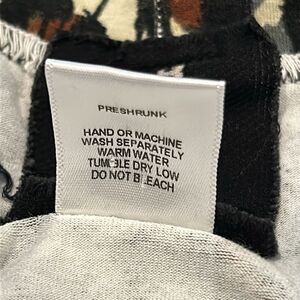 PRESHRUNK
HAND OR MACHINE
WASH SEPARATELY
WARM WATER
TUMBLE DRY LOW
DO NOT BLEACH